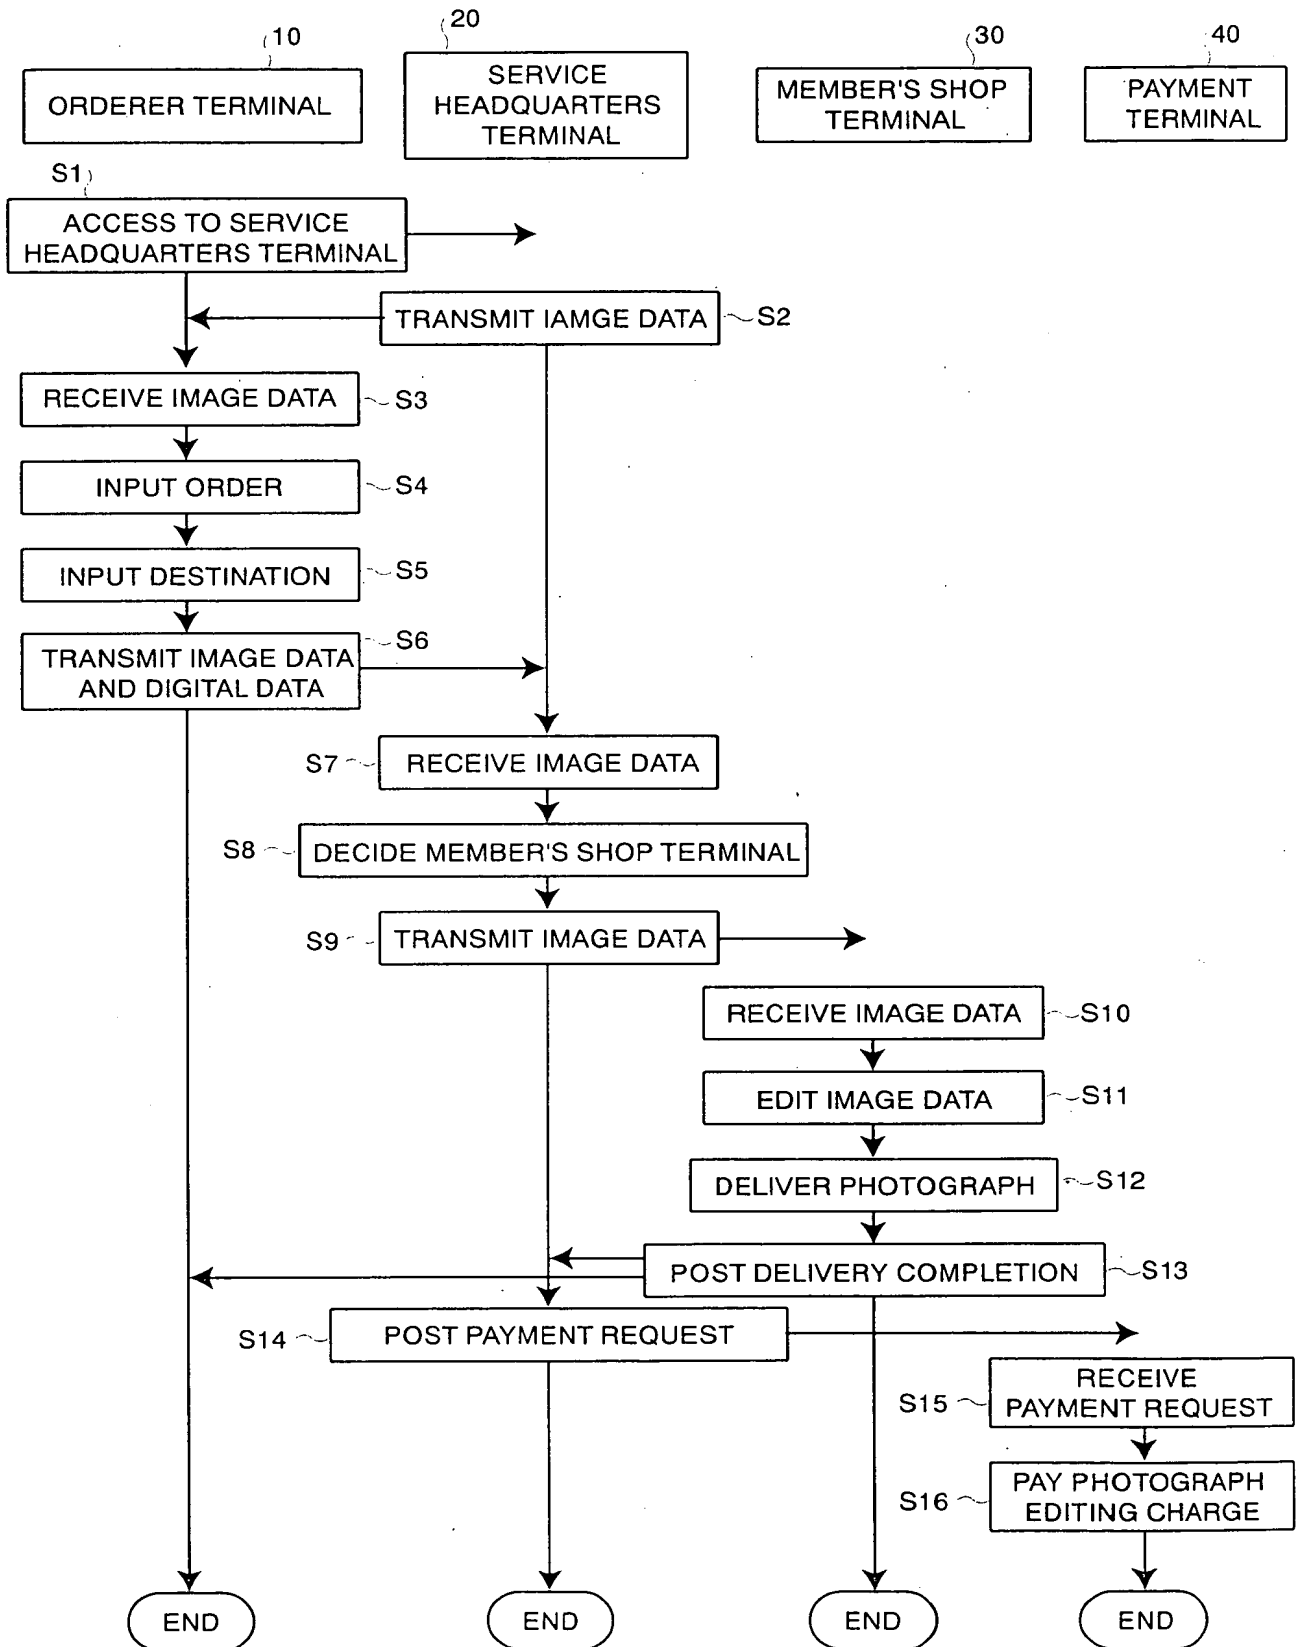 10
20
30
40
ORDERER TERMINAL
SERVICE
HEADQUARTERS
TERMINAL
MEMBER'S SHOP
TERMINAL
PAYMENT
TERMINAL
S1
ACCESS TO SERVICE
HEADQUARTERS TERMINAL
TRANSMIT IAMGE DATA
S2
RECEIVE IMAGE DATA
S3
INPUT ORDER
S4
INPUT DESTINATION
S5
TRANSMIT IMAGE DATA
AND DIGITAL DATA
S6
S7
RECEIVE IMAGE DATA
S8
DECIDE MEMBER'S SHOP TERMINAL
S9
TRANSMIT IMAGE DATA
RECEIVE IMAGE DATA
S10
EDIT IMAGE DATA
S11
DELIVER PHOTOGRAPH
S12
POST DELIVERY COMPLETION
S13
S14
POST PAYMENT REQUEST
S15
RECEIVE
PAYMENT REQUEST
S16
PAY PHOTOGRAPH
EDITING CHARGE
END
END
END
END